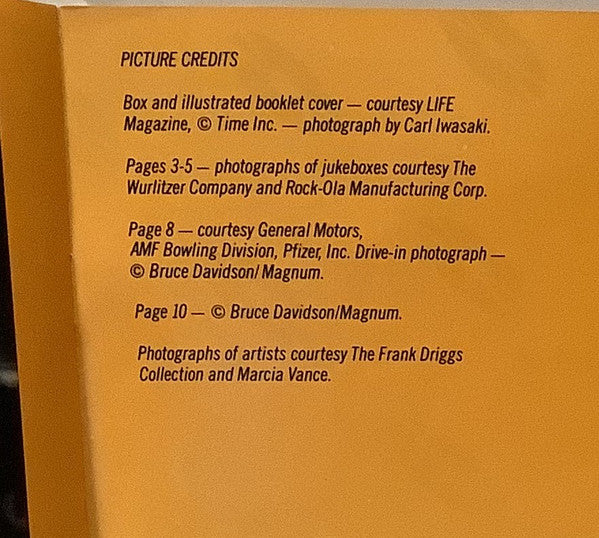 PICTURE CREDITS
Box and illustrated booklet cover — courtesy LIFE
Magazine, © Time Inc. — photograph by Carl Iwasaki.
Pages 3-5 — photographs of jukeboxes courtesy The
Wurlitzer Company and Rock-Ola Manufacturing Corp.
Page 8 — courtesy General Motors,
AMF Bowling Division, Pfizer, Inc. Drive-in photograph —
© Bruce Davidson/ Magnum.
Page 10 — © Bruce Davidson/Magnum.
Photographs of artists courtesy The Frank Driggs
Collection and Marcia Vance.